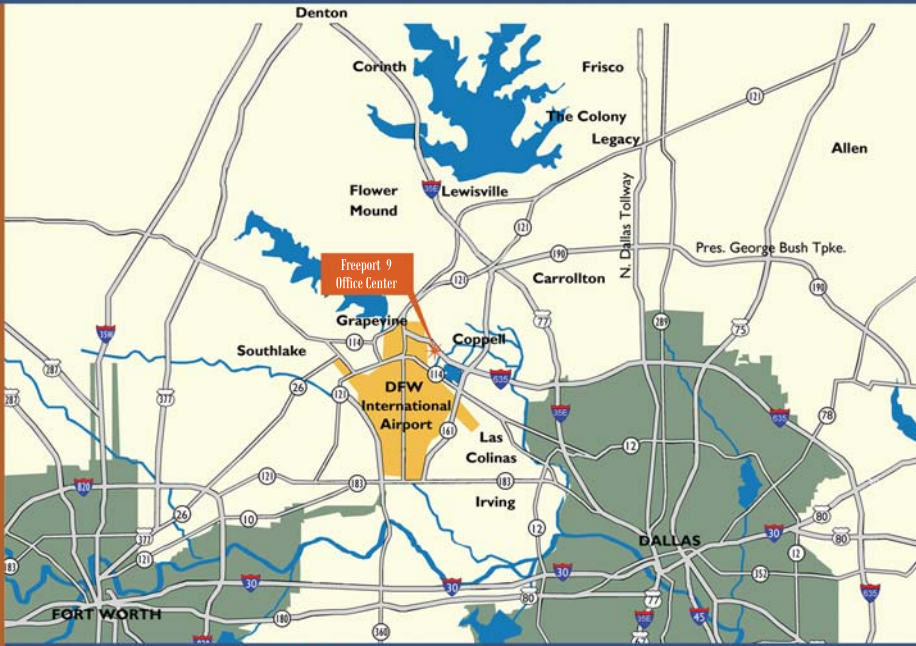 Denton
Corinth
Frisco
121
The Colony
Legacy
Allen
35E
Lewisville
Flower
Mound
N. Dallas Tollway
121
190
Pres. George Bush Tpke.
Freeport 9
Office Center
121
Carrollton
190
Grapevine
77
289
75
35W
114
Coppell
Southlake
287
114
635
26
121
377
287
DFW
International
Airport
35E
635
78
161
Las
Colinas
12
121
183
183
820
Irving
26
10
12
80
377
DALLAS
30
80
121
12
183
30
30
30
352
80
77
635
FORT WORTH
180
360
35E
45